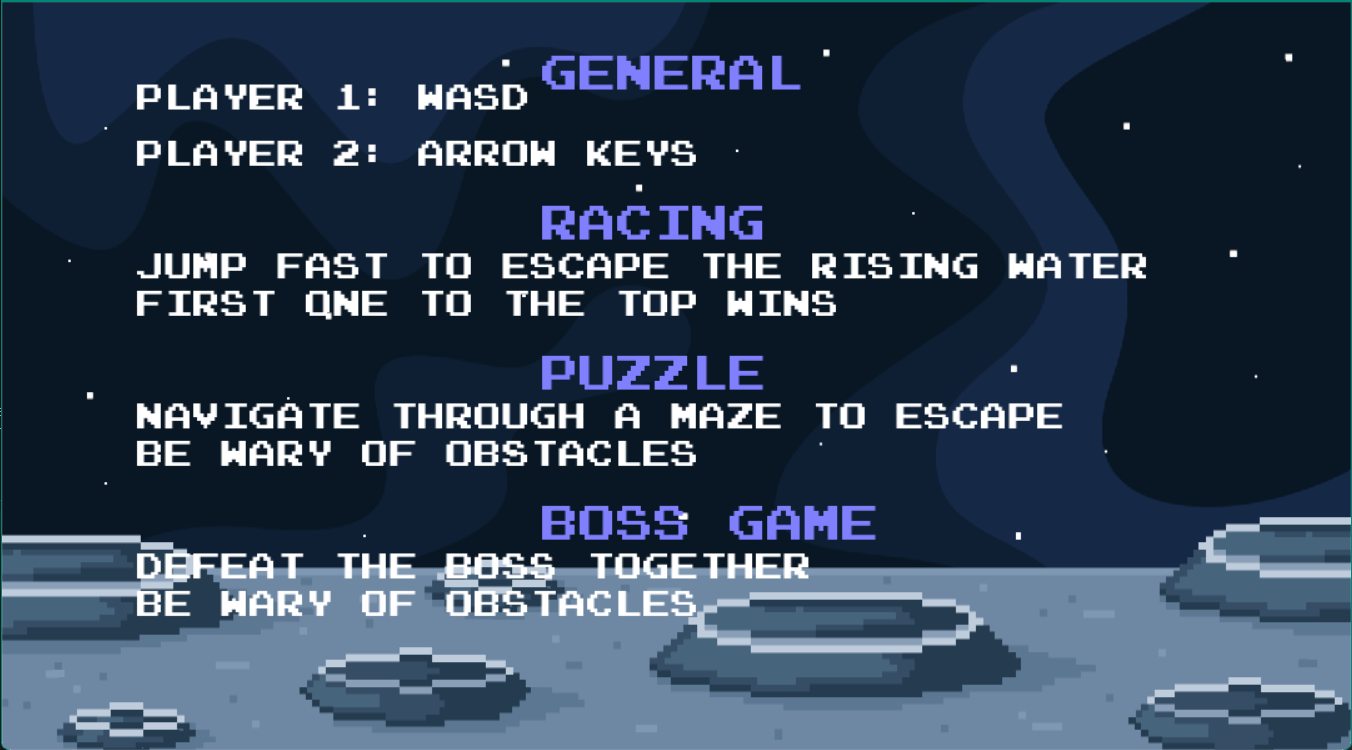 GENERAL
PLAYER 1: WASD
PLAYER 2: ARROW KEYS
RACING
JUMP FAST TO ESCAPE THE RISING WATER
FIRST ONE TO THE TOP WINS
PUZZLE
NAVIGATE THROUGH A MAZE TO ESCAPE
BE WARY OF OBSTACLES
BOSS GAME
DEFEAT THE BOSS TOGETHER
BE WARY OF OBSTACLES